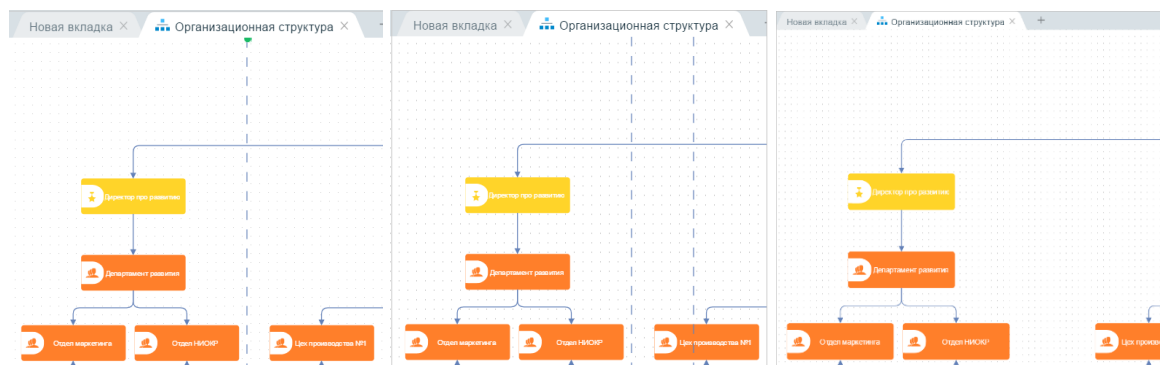 Новая вкладка × Организационная структура ×
Директор про развитию
Департамент развития
Отдел маркетинга Отдел НИОКР Цех производства №1
Новая вкладка × Организационная структура ×
Директор про развитию
Департамент развития
Отдел маркетинга Отдел НИОКР Цех производства №1
Новая вкладка × Организационная структура × +
Директор про развитию
Департамент развития
Отдел маркетинга Отдел НИОКР Цех произво